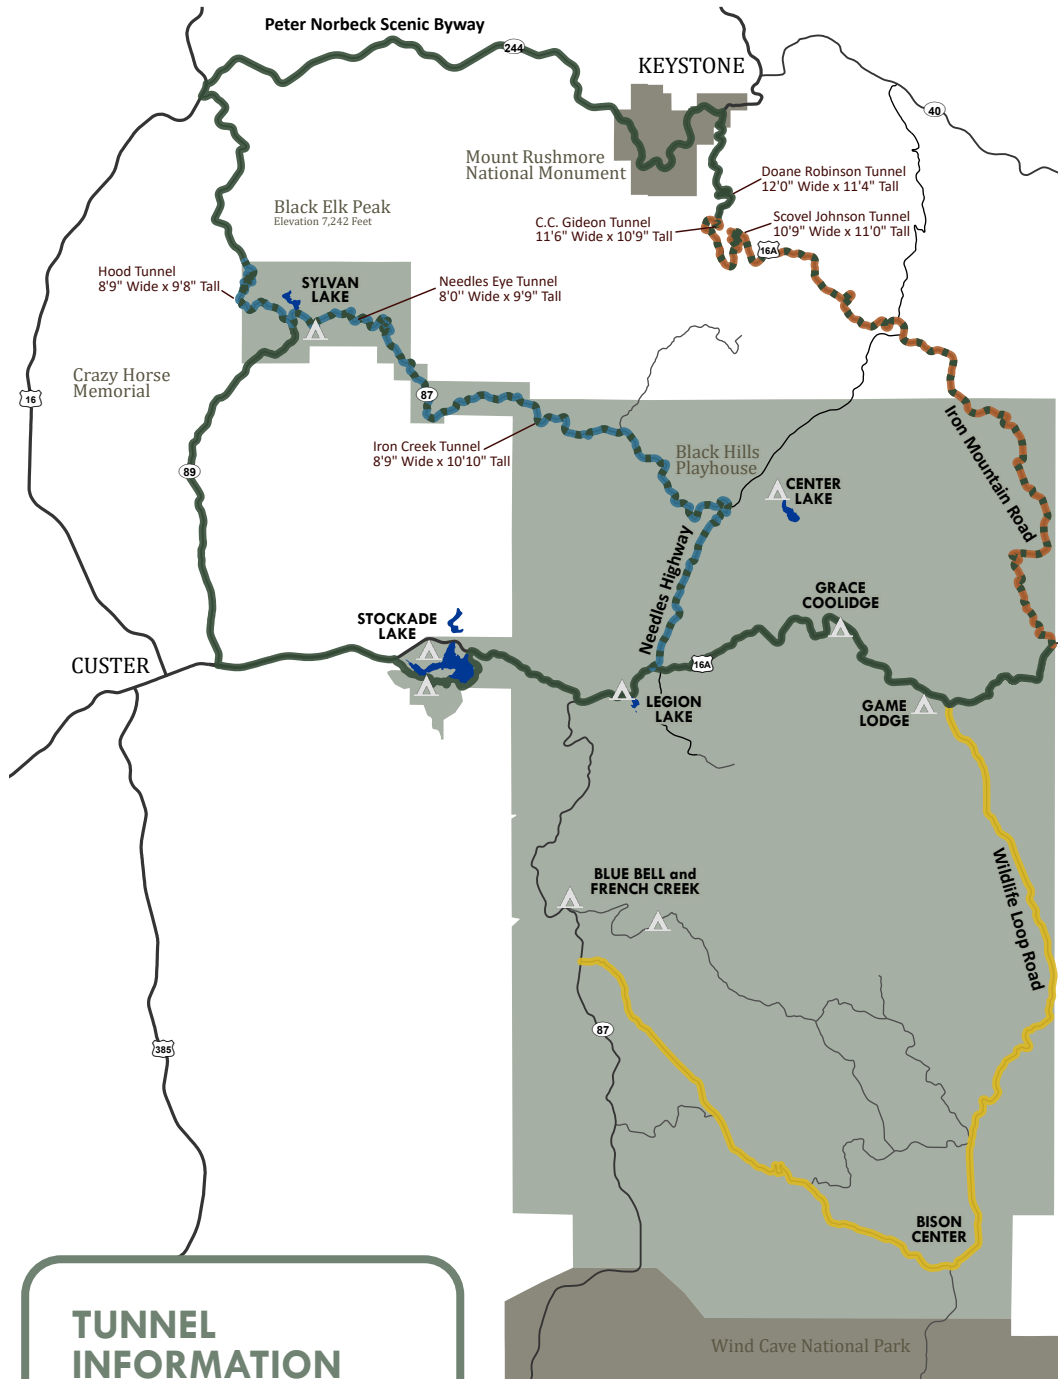 Peter Norbeck Scenic Byway
244
KEYSTONE
40
Mount Rushmore
National Monument
Doane Robinson Tunnel
12'0" Wide x 11'4" Tall
Black Elk Peak
Elevation 7,242 Feet
C.C. Gideon Tunnel
11'6" Wide x 10'9" Tall
Scovel Johnson Tunnel
10'9" Wide x 11'0" Tall
16A
Hood Tunnel
8'9" Wide x 9'8" Tall
SYLVAN
LAKE
Needles Eye Tunnel
8'0" Wide x 9'9" Tall
Crazy Horse
Memorial
16
87
Iron Creek Tunnel
8'9" Wide x 10'10" Tall
Iron Mountain Road
Black Hills
Playhouse
89
CENTER
LAKE
Needles Highway
GRACE
COOLIDGE
STOCKADE
LAKE
CUSTER
16A
LEGION
LAKE
GAME
LODGE
BLUE BELL and
FRENCH CREEK
Wildlife Loop Road
87
385
BISON
CENTER
TUNNEL
INFORMATION
Wind Cave National Park